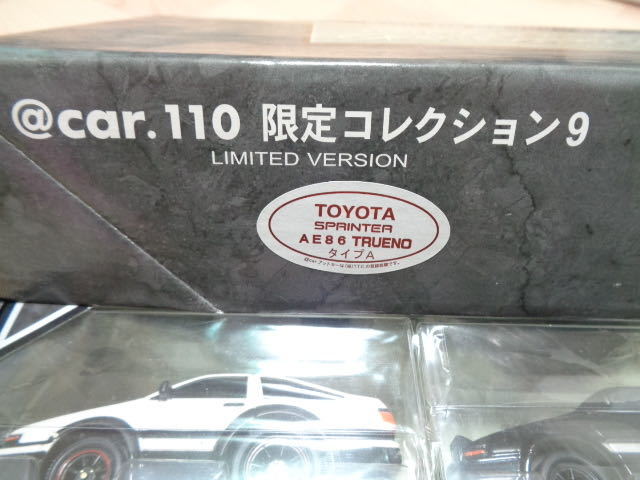 @car.110 限定コレクション9
LIMITED VERSION
TOYOTA
SPRINTER
AE86 TRUENO
タイプA